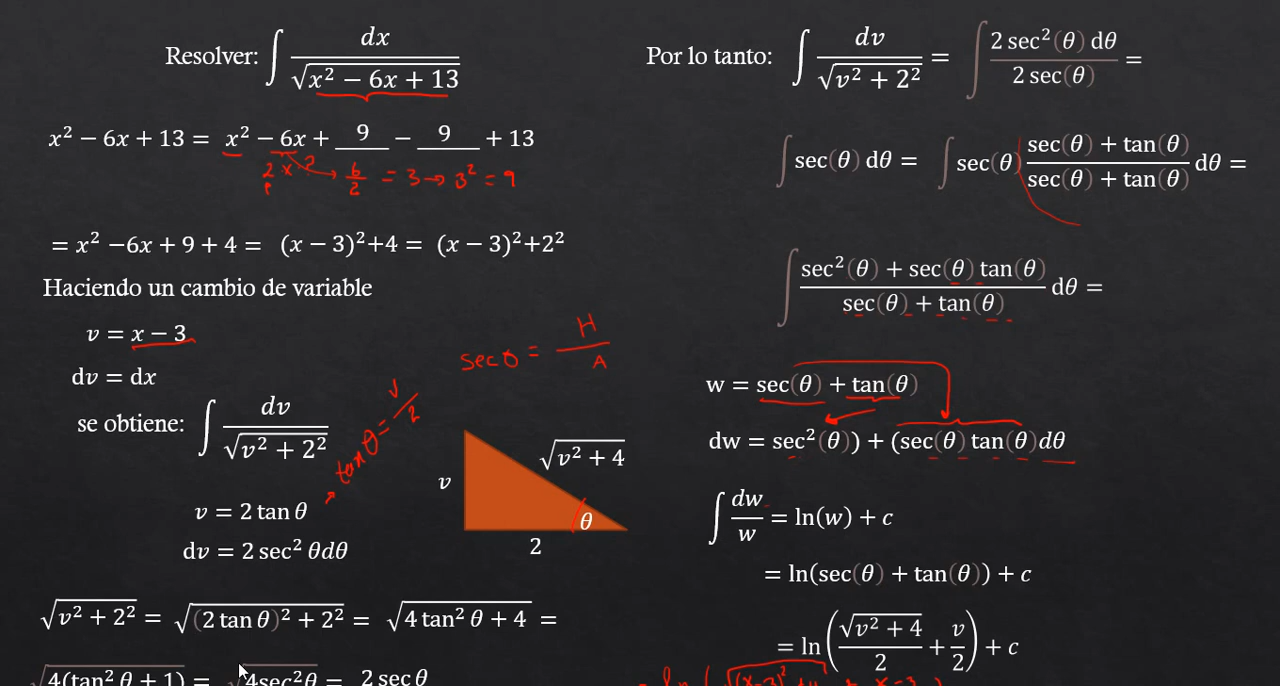 Resolver: ∫ dx / √(x² − 6x + 13)
x² − 6x + 13 = x² − 6x + 9 − 9 + 13
2 x ? → 6/2 = 3 → 3² = 9
= x² −6x + 9 + 4 = (x − 3)²+4 = (x − 3)²+2²
Haciendo un cambio de variable
v = x − 3
dv = dx
se obtiene: ∫ dv / √(v² + 2²)
tan θ = v/2
sec θ = H/A
v = 2 tan θ
dv = 2 sec² θdθ
v
√(v² + 4)
θ
2
√(v² + 2²) = √((2 tan θ)² + 2²) = √(4 tan² θ + 4) =
√(4(tan² θ + 1)) = √(4sec²θ) = 2 sec θ
Por lo tanto: ∫ dv / √(v² + 2²) = ∫ 2 sec²(θ) dθ / 2 sec(θ) =
∫ sec(θ) dθ = ∫ sec(θ) (sec(θ) + tan(θ)) / (sec(θ) + tan(θ)) dθ =
∫ (sec²(θ) + sec(θ) tan(θ)) / (sec(θ) + tan(θ)) dθ =
w = sec(θ) + tan(θ)
dw = sec²(θ)) + (sec(θ) tan(θ)dθ
∫ dw/w = ln(w) + c
= ln(sec(θ) + tan(θ)) + c
= ln(√(v² + 4)/2 + v/2) + c